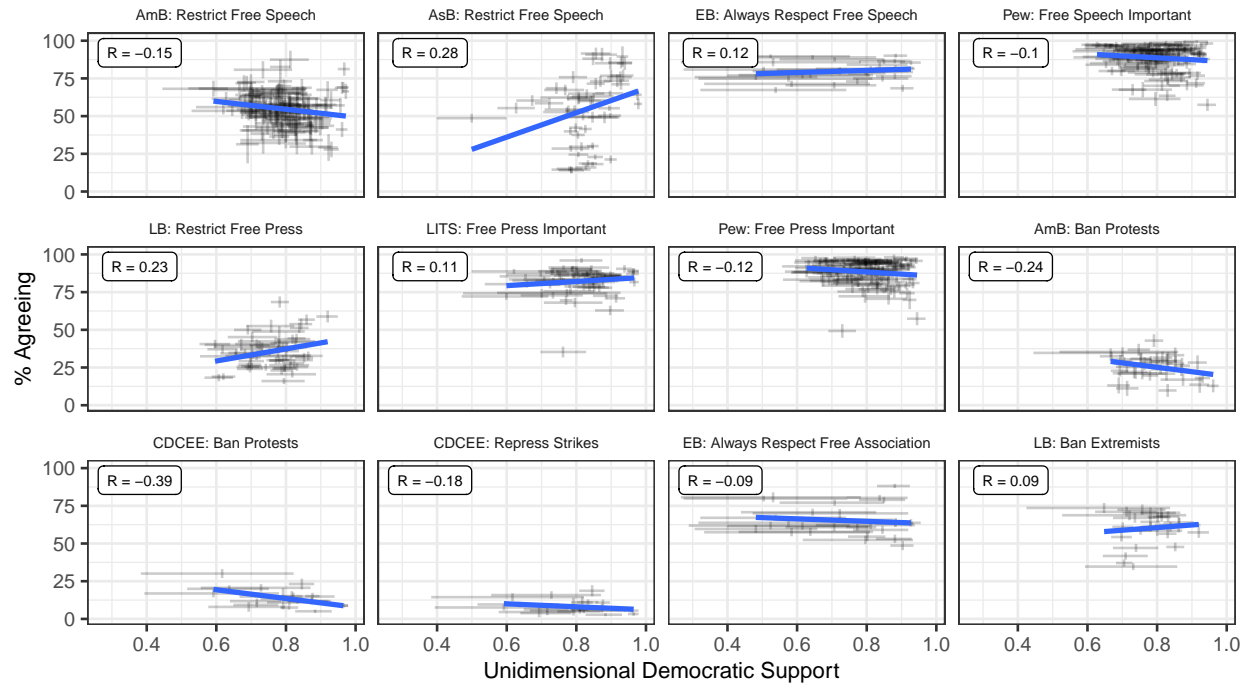 AmB: Restrict Free Speech
AsB: Restrict Free Speech
EB: Always Respect Free Speech
Pew: Free Speech Important
R = −0.15
R = 0.28
R = 0.12
R = −0.1
100
75
50
25
0
LB: Restrict Free Press
LITS: Free Press Important
Pew: Free Press Important
AmB: Ban Protests
R = 0.23
R = 0.11
R = −0.12
R = −0.24
100
75
50
25
0
CDCEE: Ban Protests
CDCEE: Repress Strikes
EB: Always Respect Free Association
LB: Ban Extremists
R = −0.39
R = −0.18
R = −0.09
R = 0.09
100
75
50
25
0
% Agreeing
0.4 0.6 0.8 1.0 0.4 0.6 0.8 1.0 0.4 0.6 0.8 1.0 0.4 0.6 0.8 1.0
Unidimensional Democratic Support